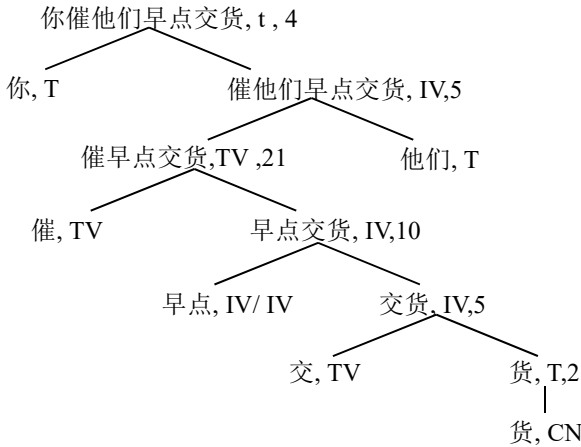 你催他们早点交货, t , 4
你, T
催他们早点交货, IV,5
催早点交货,TV ,21
他们, T
催, TV
早点交货, IV,10
早点, IV/ IV
交货, IV,5
交, TV
货, T,2
货, CN